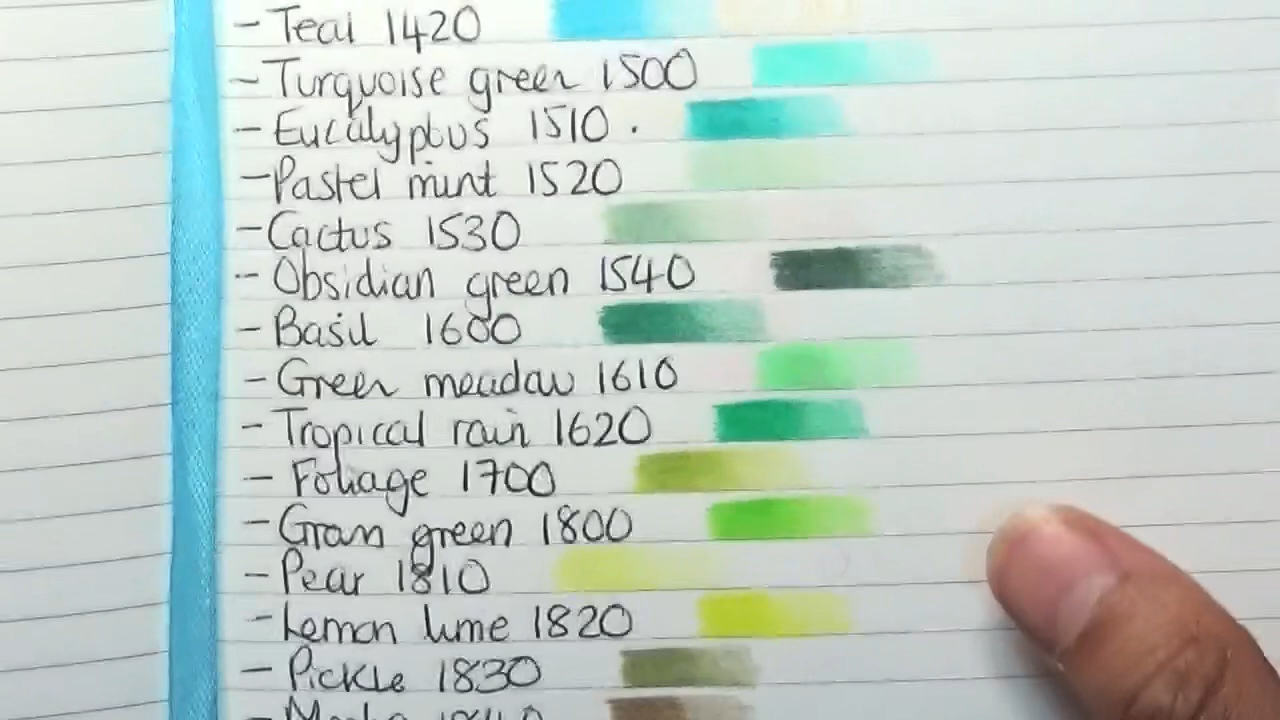 - Teal 1420
- Turquoise green 1500
- Eucalyptus 1510 .
- Pastel mint 1520
- Cactus 1530
- Obsidian green 1540
- Basil 1600
- Green meadow 1610
- Tropical rain 1620
- Foliage 1700
- Gram green 1800
- Pear 1810
- Lemon lime 1820
- Pickle 1830